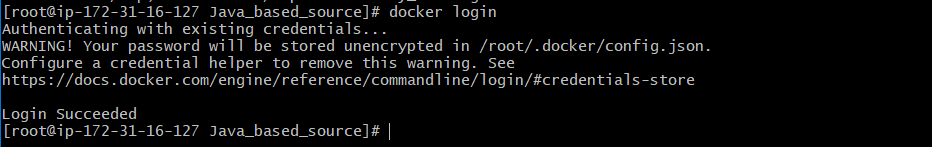 [root@ip-172-31-16-127 Java_based_source]# docker login
Authenticating with existing credentials...
WARNING! Your password will be stored unencrypted in /root/.docker/config.json.
Configure a credential helper to remove this warning. See
https://docs.docker.com/engine/reference/commandline/login/#credentials-store
Login Succeeded
[root@ip-172-31-16-127 Java_based_source]#